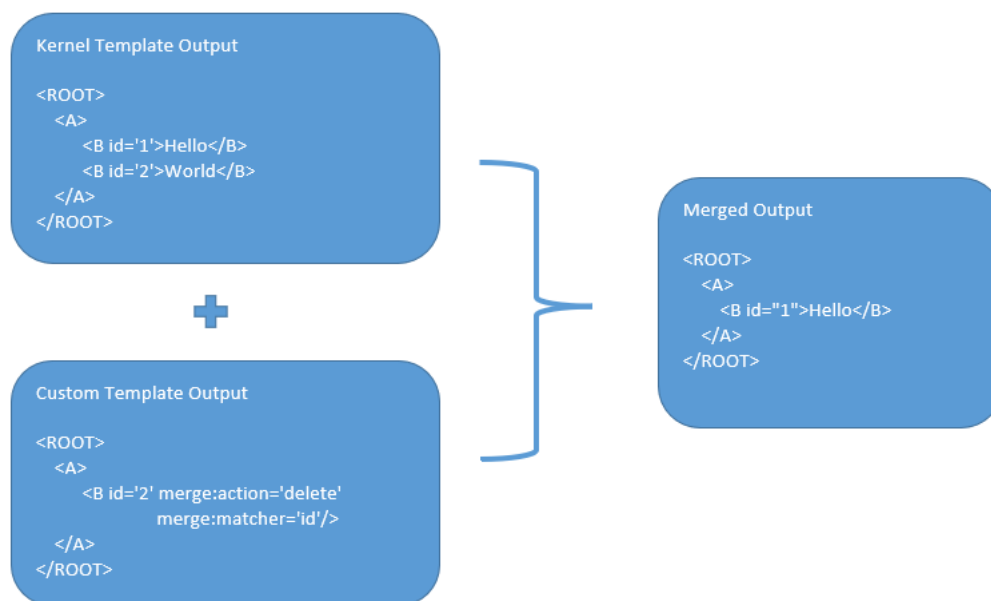 Kernel Template Output
<ROOT>
<A>
<B id='1'>Hello</B>
<B id='2'>World</B>
</A>
</ROOT>
Custom Template Output
<ROOT>
<A>
<B id='2' merge:action='delete'
merge:matcher='id'/>
</A>
</ROOT>
Merged Output
<ROOT>
<A>
<B id="1">Hello</B>
</A>
</ROOT>